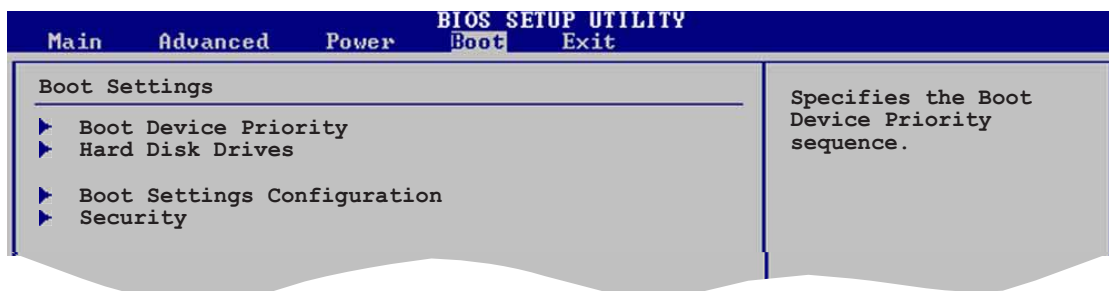 BIOS SETUP UTILITY
Main Advanced Power Boot Exit
Boot Settings
Boot Device Priority
Hard Disk Drives
Boot Settings Configuration
Security
Specifies the Boot
Device Priority
sequence.